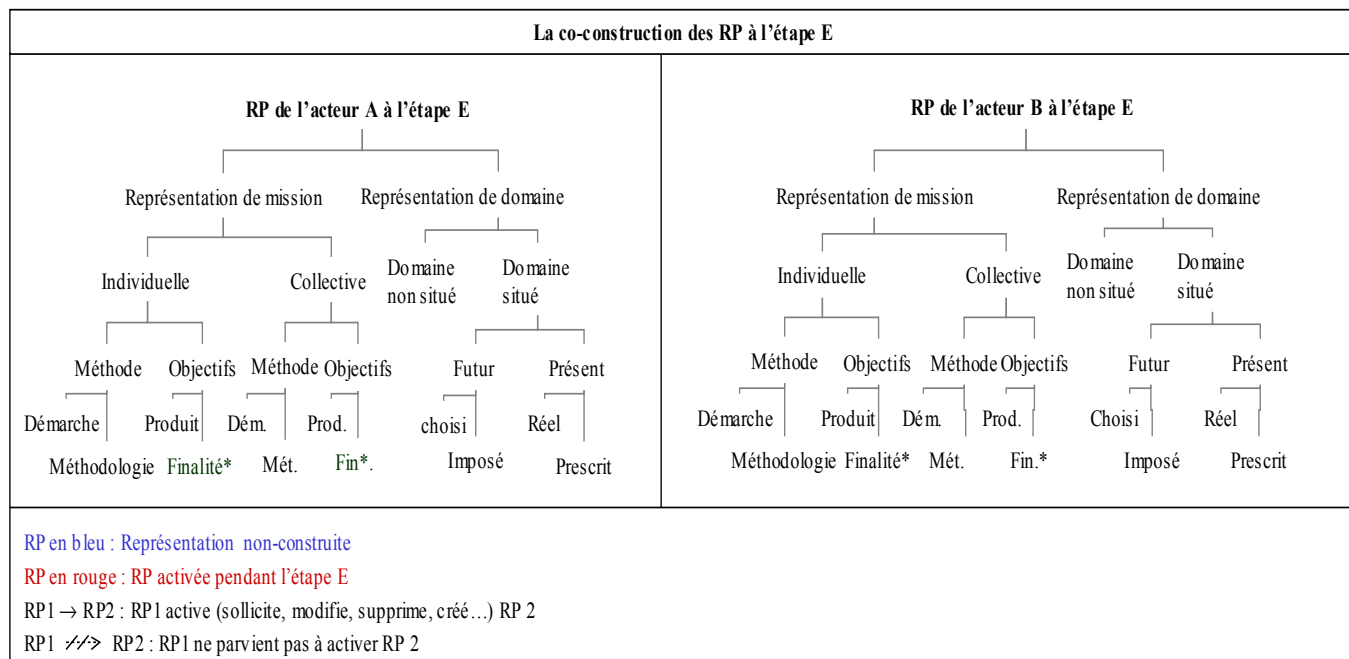 La co-construction des RP à l'étape E
RP de l'acteur A à l'étape E
Représentation de mission Représentation de domaine
Individuelle Collective Domaine non situé Domaine situé
Méthode Objectifs Méthode Objectifs Futur Présent
Démarche Produit Dém. Prod. choisi Réel
Méthodologie Finalité* Mét. Fin*. Imposé Prescrit
RP de l'acteur B à l'étape E
Représentation de mission Représentation de domaine
Individuelle Collective Domaine non situé Domaine situé
Méthode Objectifs Méthode Objectifs Futur Présent
Démarche Produit Dém. Prod. Choisi Réel
Méthodologie Finalité* Mét. Fin.* Imposé Prescrit
RP en bleu : Représentation non-construite
RP en rouge : RP activée pendant l'étape E
RP1 → RP2 : RP1 active (sollicite, modifie, supprime, créé…) RP 2
RP1 -/-/-> RP2 : RP1 ne parvient pas à activer RP 2